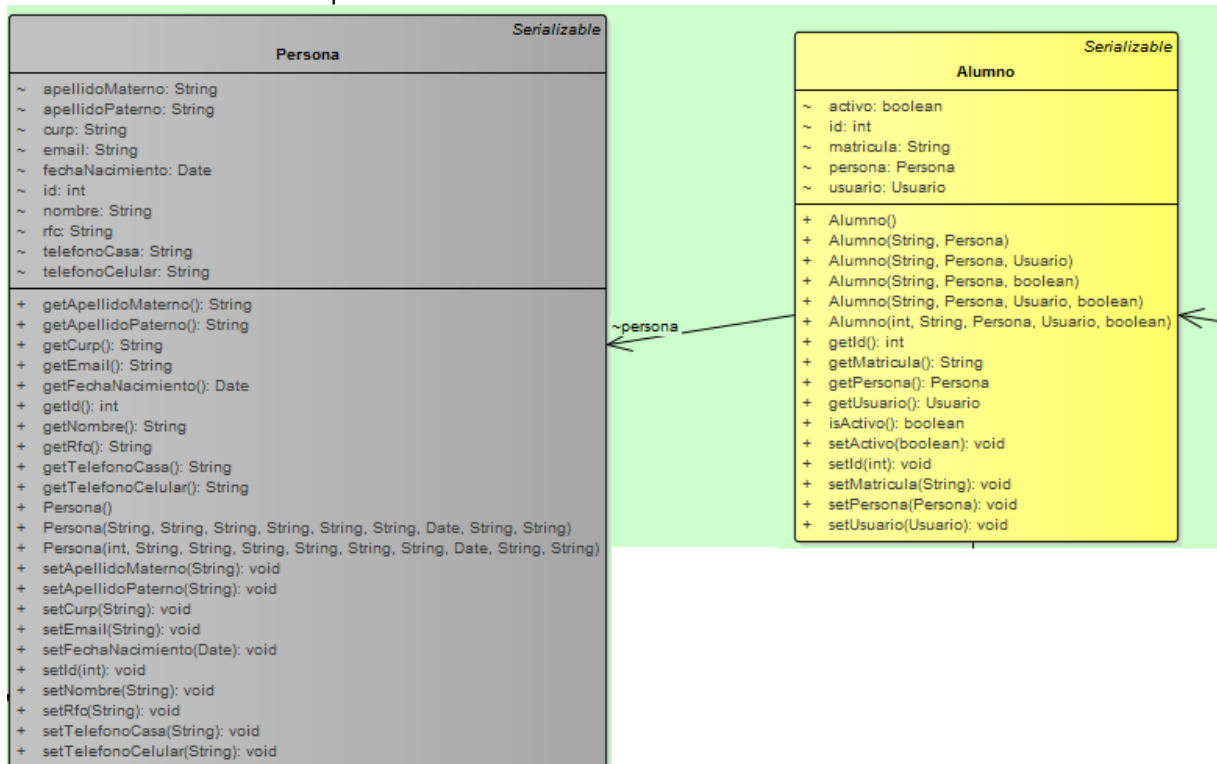 Serializable
Persona
~ apellidoMaterno: String
~ apellidoPaterno: String
~ curp: String
~ email: String
~ fechaNacimiento: Date
~ id: int
~ nombre: String
~ rfc: String
~ telefonoCasa: String
~ telefonoCelular: String
+ getApellidoMaterno(): String
+ getApellidoPaterno(): String
+ getCurp(): String
+ getEmail(): String
+ getFechaNacimiento(): Date
+ getId(): int
+ getNombre(): String
+ getRfc(): String
+ getTelefonoCasa(): String
+ getTelefonoCelular(): String
+ Persona()
+ Persona(String, String, String, String, String, String, Date, String, String)
+ Persona(int, String, String, String, String, String, String, Date, String, String)
+ setApellidoMaterno(String): void
+ setApellidoPaterno(String): void
+ setCurp(String): void
+ setEmail(String): void
+ setFechaNacimiento(Date): void
+ setId(int): void
+ setNombre(String): void
+ setRfc(String): void
+ setTelefonoCasa(String): void
+ setTelefonoCelular(String): void
~persona
Serializable
Alumno
~ activo: boolean
~ id: int
~ matricula: String
~ persona: Persona
~ usuario: Usuario
+ Alumno()
+ Alumno(String, Persona)
+ Alumno(String, Persona, Usuario)
+ Alumno(String, Persona, boolean)
+ Alumno(String, Persona, Usuario, boolean)
+ Alumno(int, String, Persona, Usuario, boolean)
+ getId(): int
+ getMatricula(): String
+ getPersona(): Persona
+ getUsuario(): Usuario
+ isActivo(): boolean
+ setActivo(boolean): void
+ setId(int): void
+ setMatricula(String): void
+ setPersona(Persona): void
+ setUsuario(Usuario): void